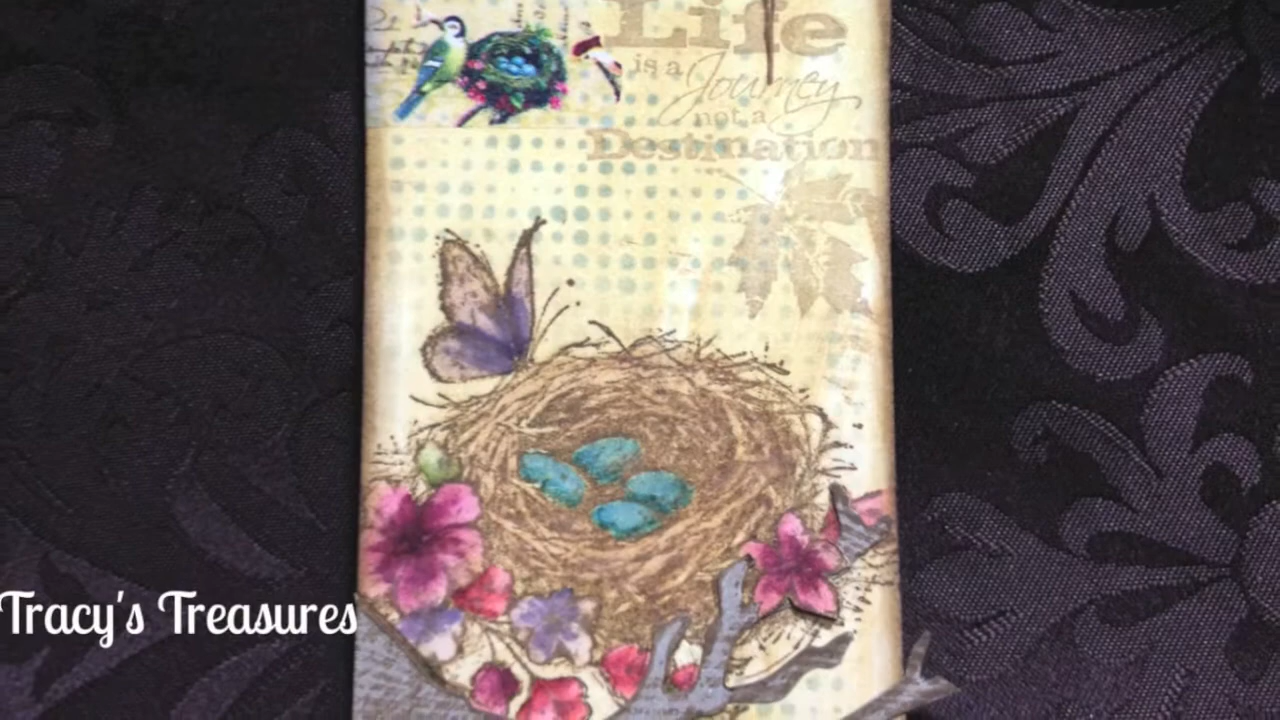 Life
is a Journey
not a
Destination
Tracy's Treasures